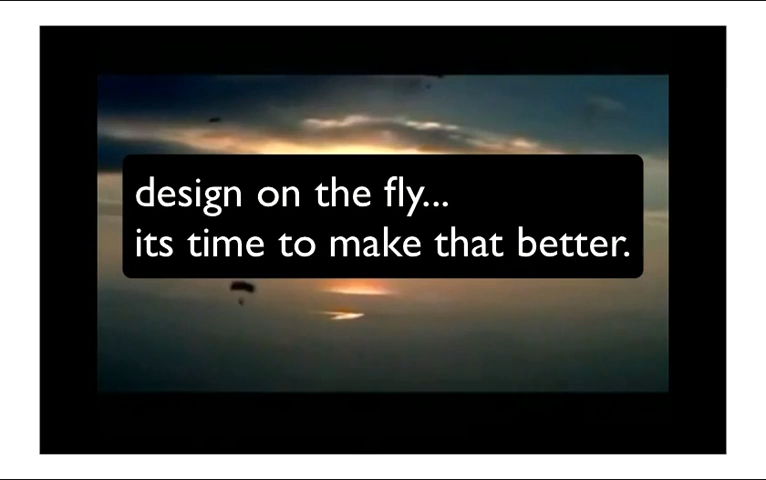 design on the fly...
its time to make that better.